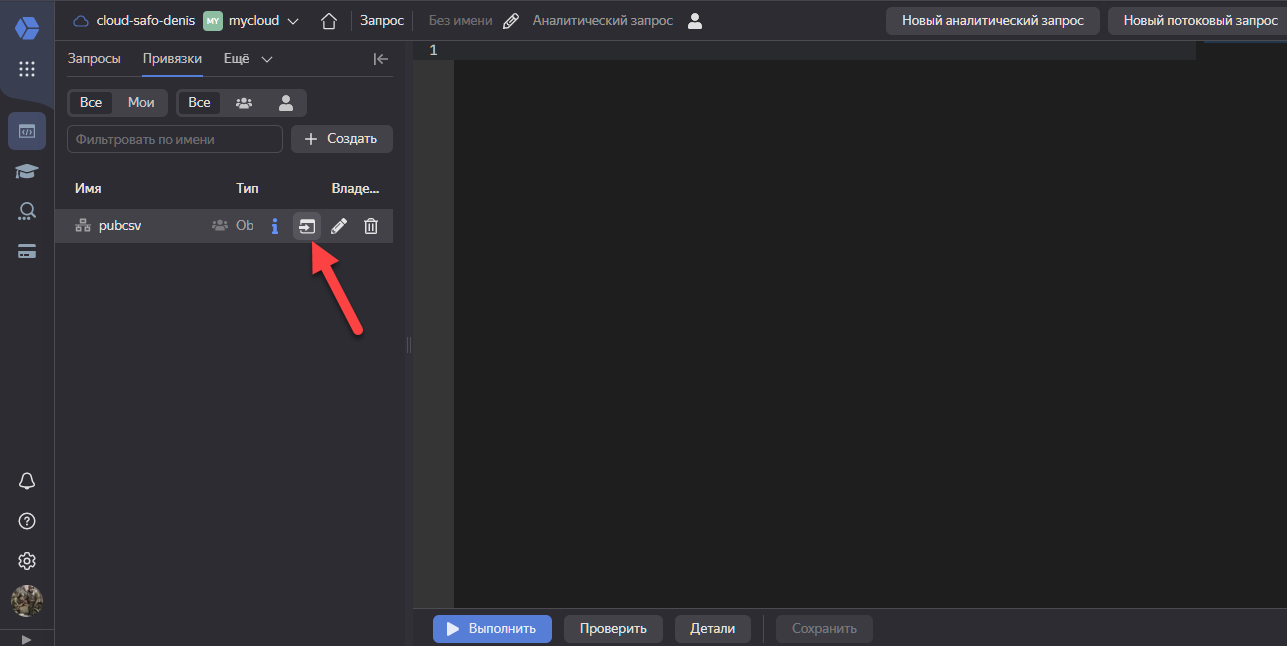 cloud-safo-denis MY mycloud Запрос Без имени Аналитический запрос Новый аналитический запрос Новый потоковый запрос
Запросы Привязки Ещё
1
Все Мои Все
Фильтровать по имени + Создать
Имя Тип Владе...
pubcsv Ob
Выполнить Проверить Детали Сохранить